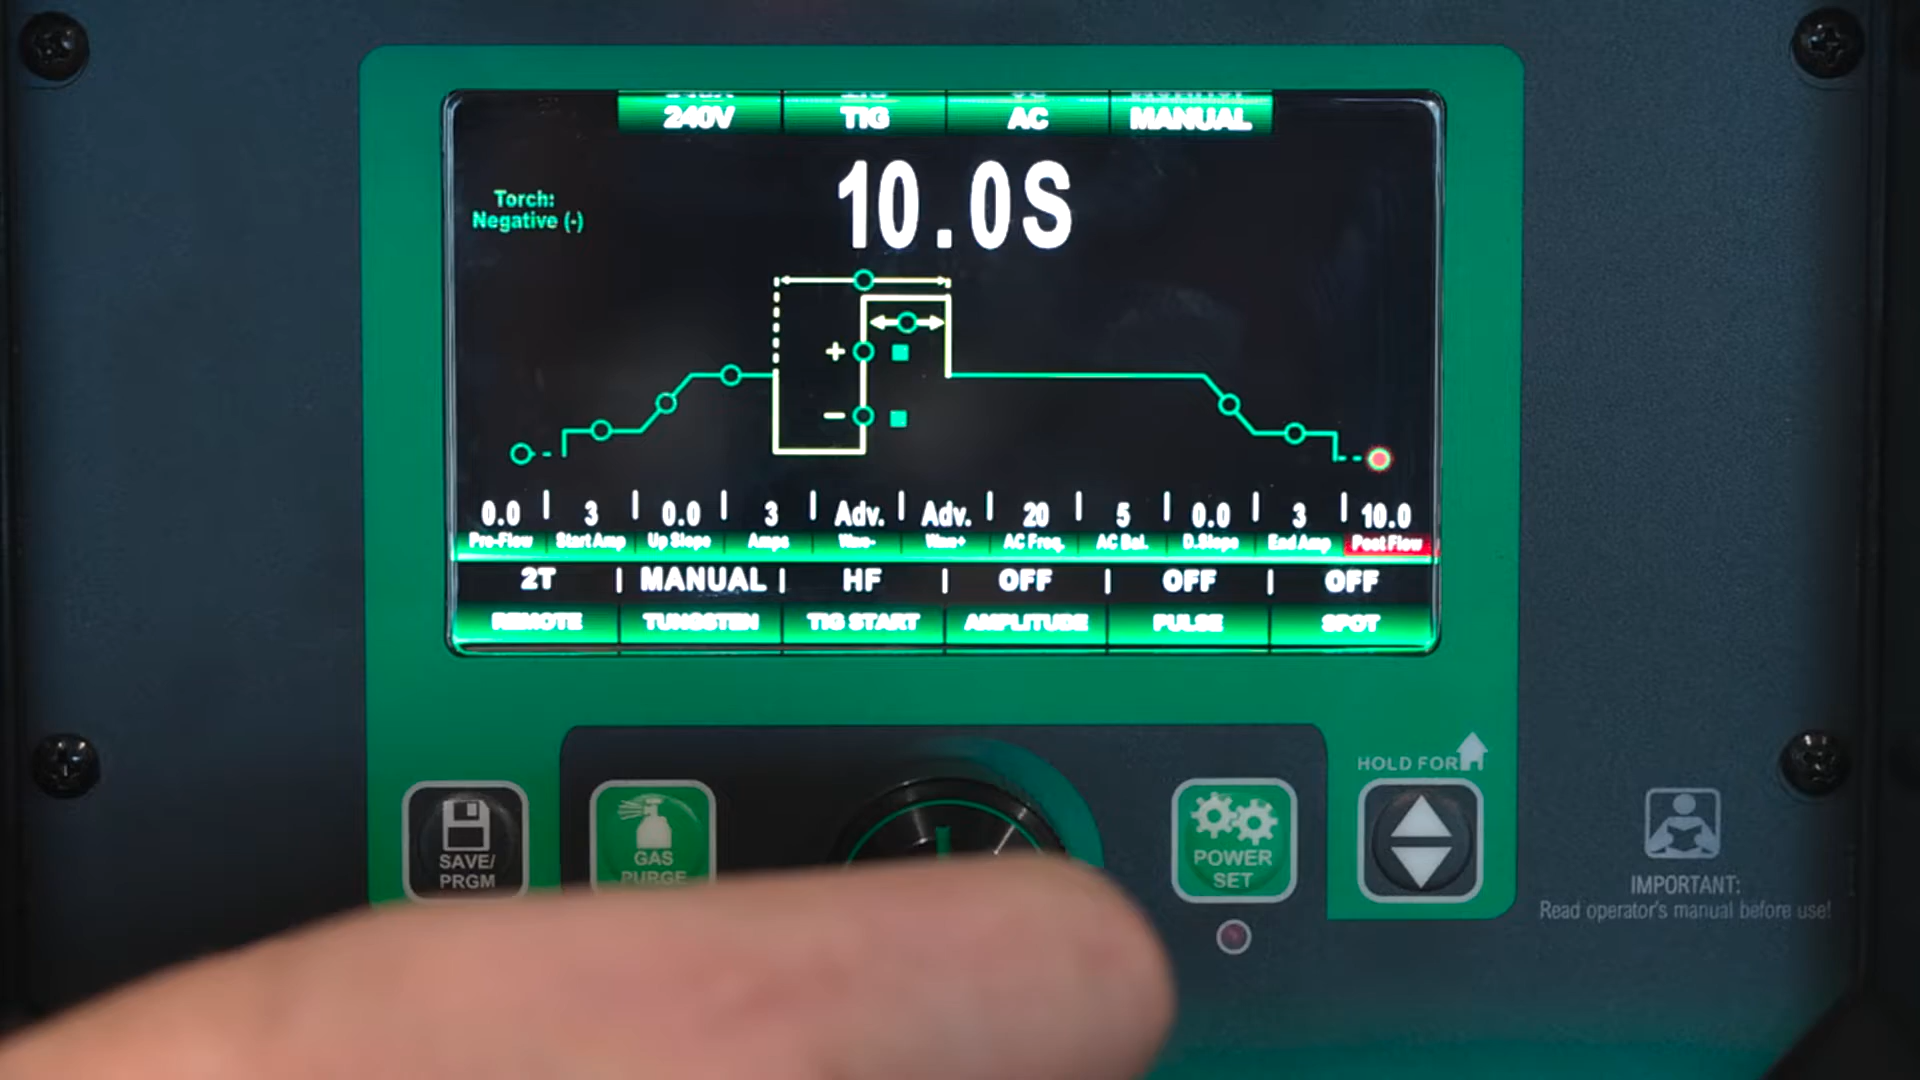 240V TIG AC MANUAL
10.0S
Torch:
Negative (-)
+
−
0.0 3 0.0 3 Adv. Adv. 20 5 0.0 3 10.0
Pre-Flow Start Amp Up Slope Amps Wave- Wave+ AC Freq. AC Bal. D.Slope End Amp Post Flow
2T MANUAL HF OFF OFF OFF
REMOTE TUNGSTEN TIG START AMPLITUDE PULSE SPOT
HOLD FOR
SAVE/
PRGM
GAS
PURGE
POWER
SET
IMPORTANT:
Read operator's manual before use!